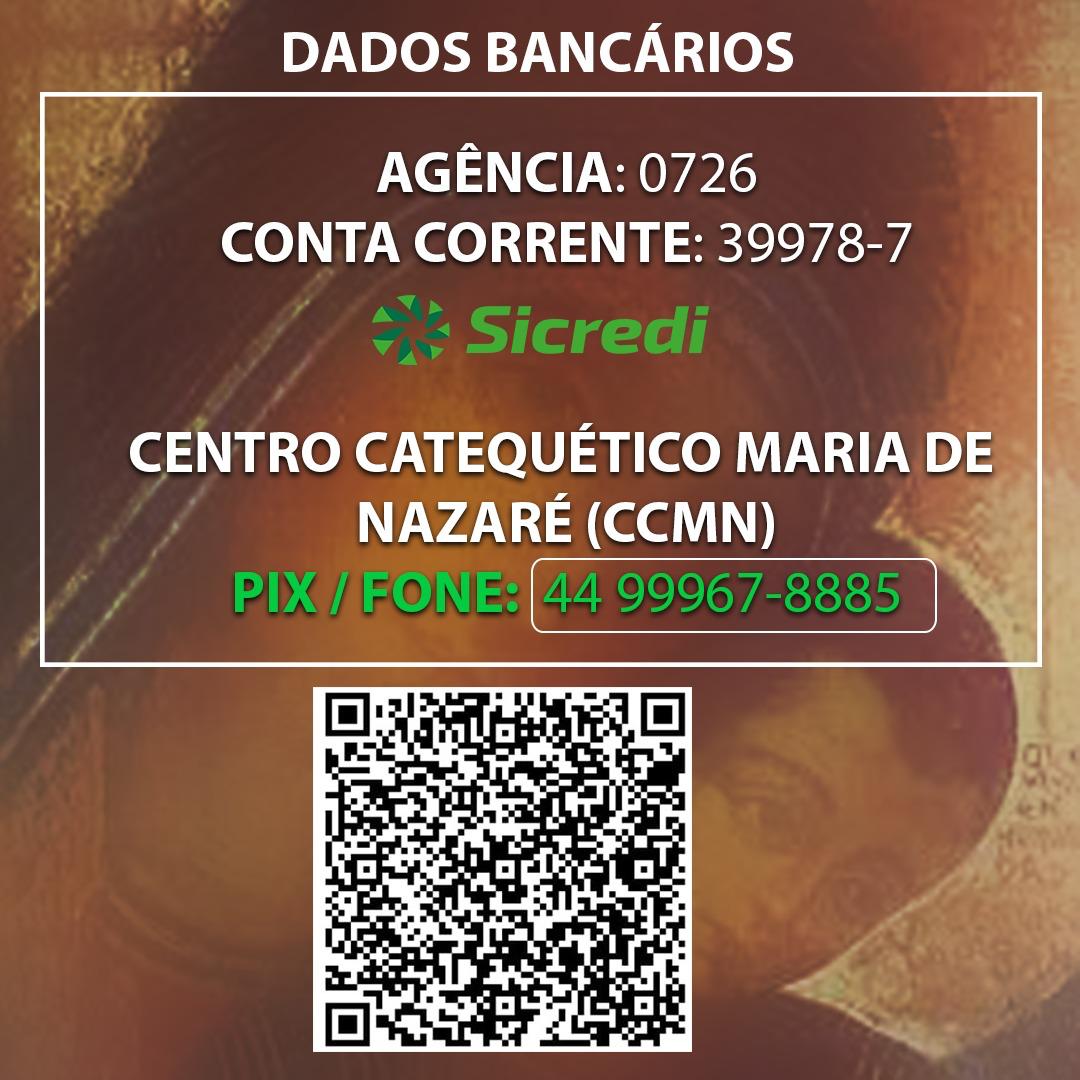 DADOS BANCÁRIOS
AGÊNCIA: 0726
CONTA CORRENTE: 39978-7
Sicredi
CENTRO CATEQUÉTICO MARIA DE
NAZARÉ (CCMN)
PIX / FONE: 44 99967-8885